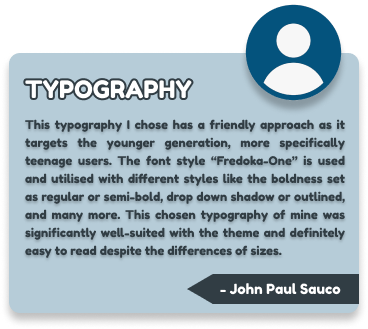 TYPOGRAPHY
This typography I chose has a friendly approach as it
targets the younger generation, more specifically
teenage users. The font style “Fredoka-One” is used
and utilised with different styles like the boldness set
as regular or semi-bold, drop down shadow or outlined,
and many more. This chosen typography of mine was
significantly well-suited with the theme and definitely
easy to read despite the differences of sizes.
- John Paul Sauco